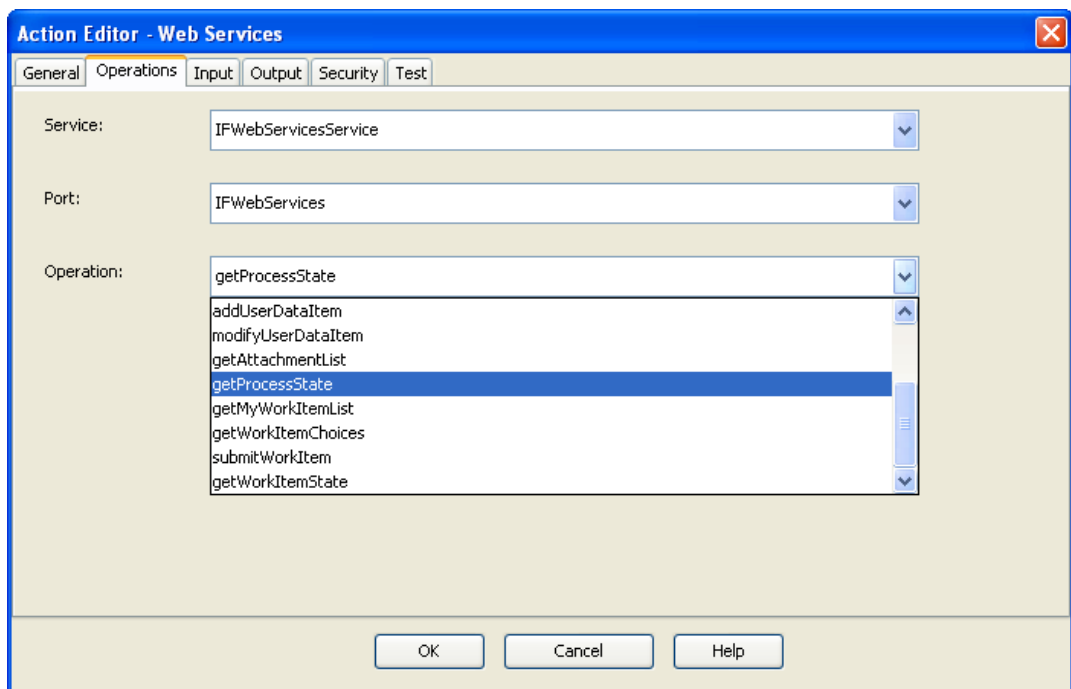 Action Editor - Web Services
General Operations Input Output Security Test
Service: IFWebServicesService
Port: IFWebServices
Operation: getProcessState
addUserDataItem
modifyUserDataItem
getAttachmentList
getProcessState
getMyWorkItemList
getWorkItemChoices
submitWorkItem
getWorkItemState
OK Cancel Help